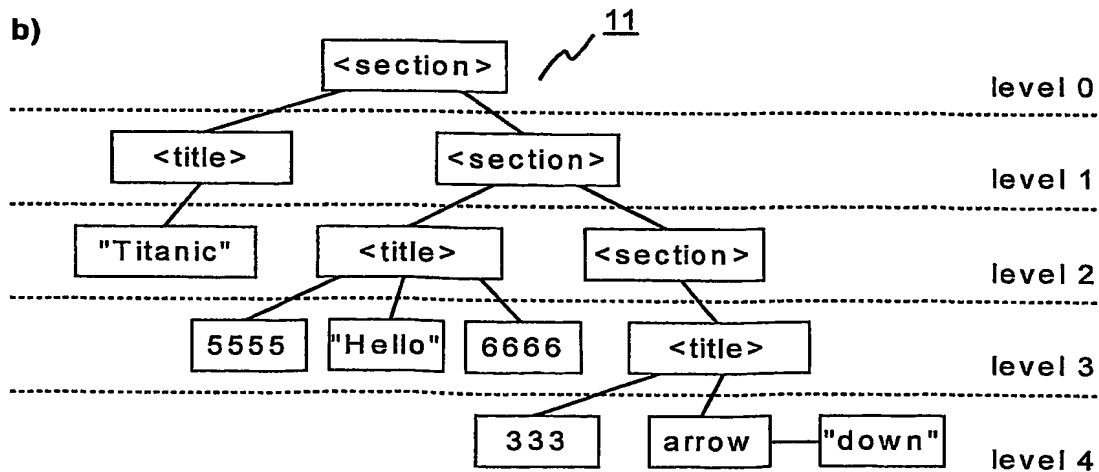 b)
11
<section>
level 0
<title> <section>
level 1
"Titanic" <title> <section>
level 2
5555 "Hello" 6666 <title>
level 3
333 arrow "down"
level 4